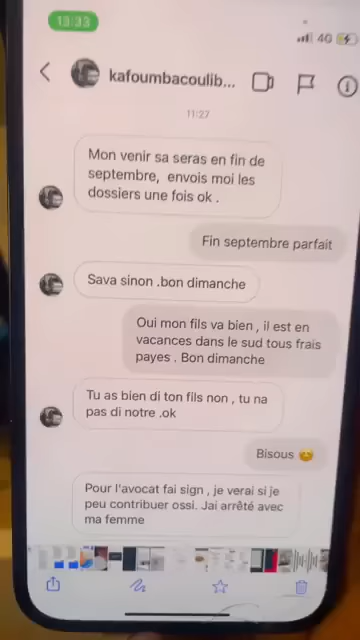 13:33
4G
kafoumbacoulib...
11:27
Mon venir sa seras en fin de
septembre, envois moi les
dossiers une fois ok .
Fin septembre parfait
Sava sinon .bon dimanche
Oui mon fils va bien , il est en
vacances dans le sud tous frais
payes . Bon dimanche
Tu as bien di ton fils non , tu na
pas di notre .ok
Bisous 😊
Pour l'avocat fai sign , je verai si je
peu contribuer ossi. Jai arrêté avec
ma femme